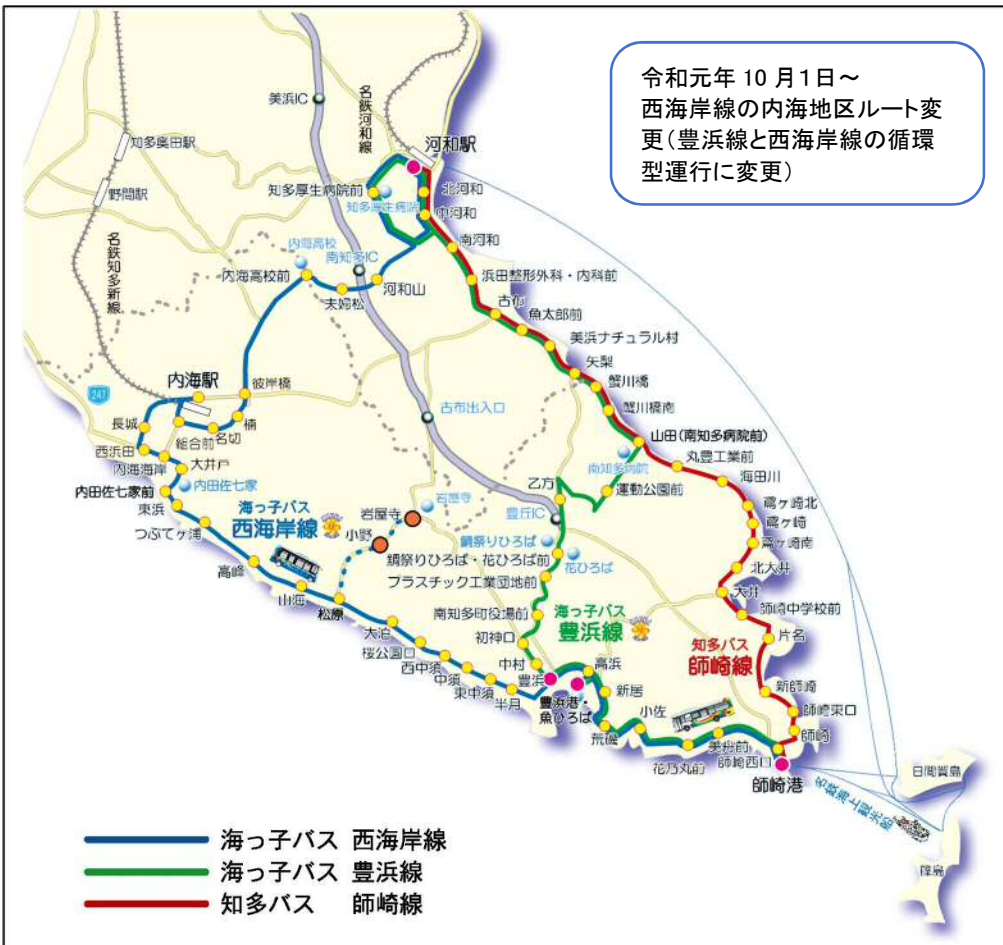 令和元年 10 月1日～
西海岸線の内海地区ルート変
更(豊浜線と西海岸線の循環
型運行に変更)
美浜IC
名鉄河和線
河和駅
知多奥田駅
野間駅
知多厚生病院前
知多厚生病院
北河和
中河和
名鉄知多新線
内海高校
南知多IC
南河和
内海高校前
夫婦松
河和山
浜田整形外科・内科前
古布
魚太郎前
美浜ナチュラル村
矢梨
蟹川橋
蟹川橋南
247
内海駅
彼岸橋
古布出入口
長城
組合前
名切
楠
西浜田
内海海岸
大井戸
山田(南知多病院前)
南知多病院
丸豊工業前
海田川
内田佐七家前
内田佐七家
東浜
つぶてヶ浦
海っ子バス
西海岸線
岩屋寺
岩屋寺
小野
乙方
運動公園前
豊丘IC
鳶ヶ崎北
鳶ヶ崎
鳶ヶ崎南
鯛祭りひろば
鯛祭りひろば・花ひろば前
花ひろば
北大井
高峰
山海
松原
プラスチック工業団地前
大井
師崎中学校前
南知多町役場前
海っ子バス
豊浜線
片名
大泊
桜公園口
西中須
中須
東中須
半月
初神口
中村
豊浜
高浜
知多バス
師崎線
豊浜港・
魚ひろば
新居
新師崎
荒磯
小佐
師崎東口
師崎
花乃丸前
美舟前
師崎西口
師崎港
日間賀島
名鉄海上観光船
篠島
海っ子バス 西海岸線
海っ子バス 豊浜線
知多バス 師崎線